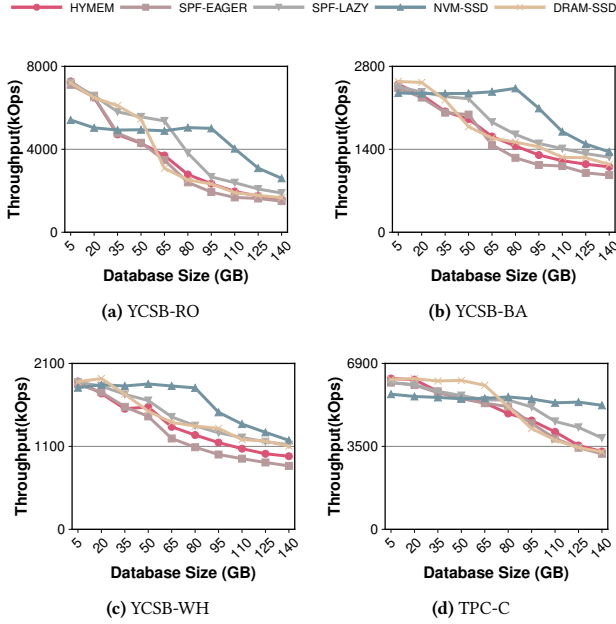 HYMEM SPF-EAGER SPF-LAZY NVM-SSD DRAM-SSD
8000
4000
0
Throughput(kOps)
5 20 35 50 65 80 95 110 125 140
Database Size (GB)
(a) YCSB-RO
2800
1400
0
Throughput(kOps)
5 20 35 50 65 80 95 110 125 140
Database Size (GB)
(b) YCSB-BA
2100
1100
0
Throughput(kOps)
5 20 35 50 65 80 95 110 125 140
Database Size (GB)
(c) YCSB-WH
6900
3500
0
Throughput(kOps)
5 20 35 50 65 80 95 110 125 140
Database Size (GB)
(d) TPC-C